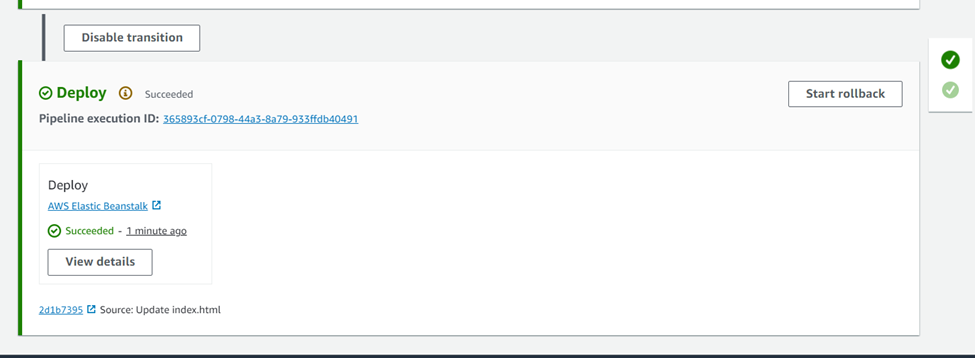 Disable transition
Deploy Succeeded
Start rollback
Pipeline execution ID: 365893cf-0798-44a3-8a79-933ffdb40491
Deploy
AWS Elastic Beanstalk
Succeeded - 1 minute ago
View details
2d1b7395 Source: Update index.html